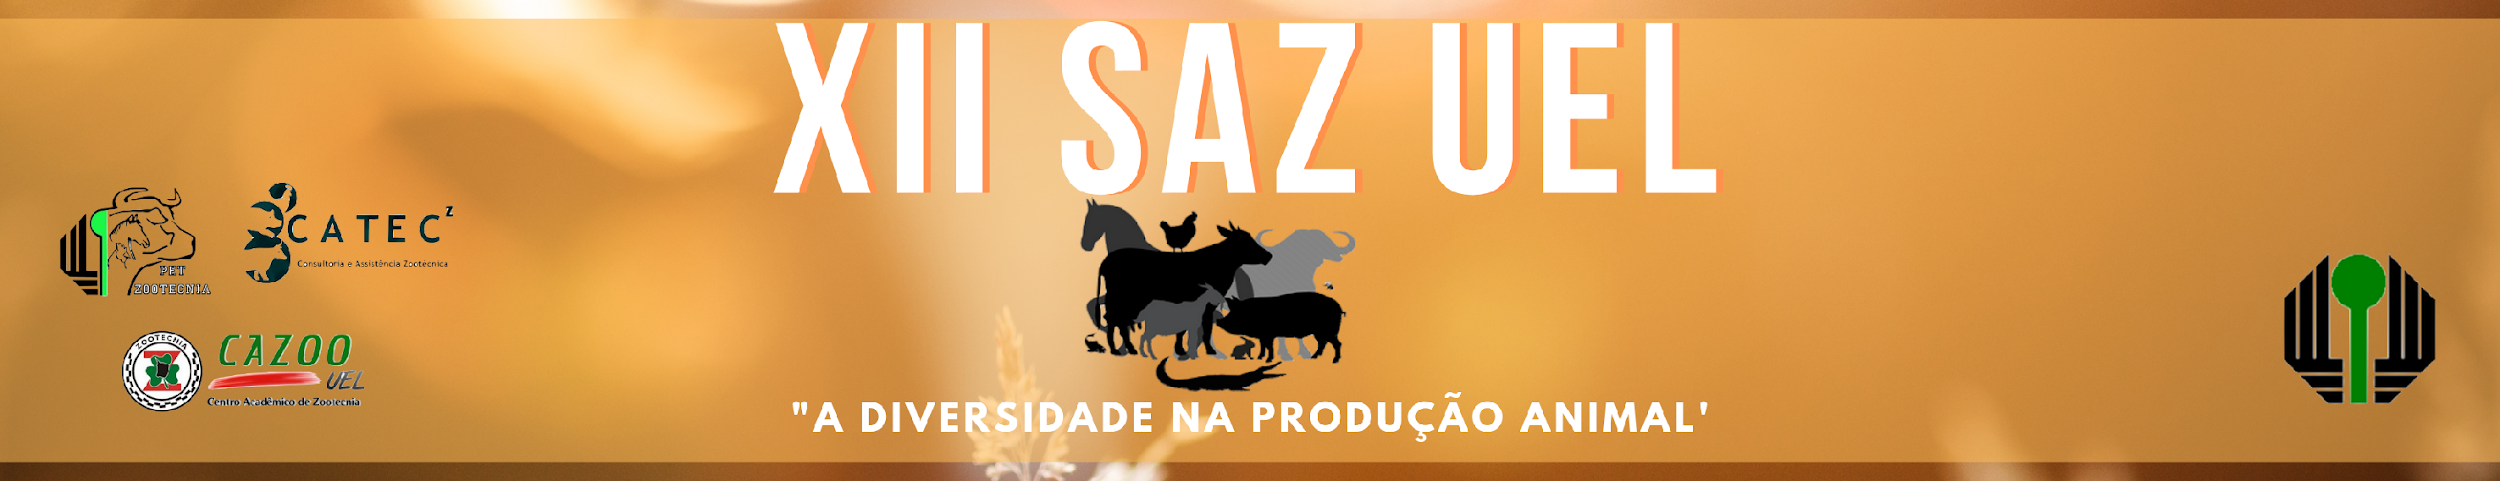 XII SAZ UEL
PET
ZOOTECNIA
CATEC Z
Consultoria e Assistência Zootecnica
ZOOTECNIA
Z
CAZOO
UEL
Centro Acadêmico de Zootecnia
"A DIVERSIDADE NA PRODUÇÃO ANIMAL'